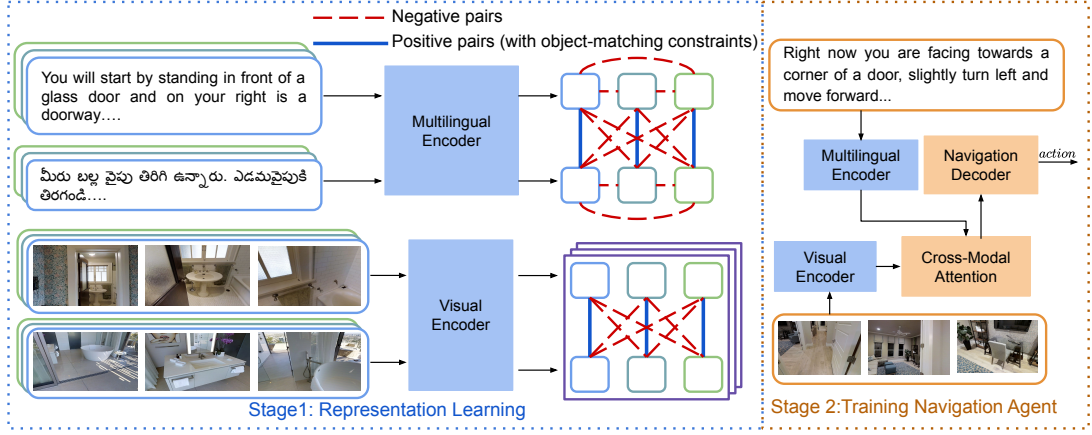 Negative pairs
Positive pairs (with object-matching constraints)
You will start by standing in front of a
glass door and on your right is a
doorway….
Multilingual
Encoder
మీరు బల్ల వైపు తిరిగి ఉన్నారు. ఎడమవైపుకి
తిరగండి….
Visual
Encoder
Stage1: Representation Learning
Right now you are facing towards a
corner of a door, slightly turn left and
move forward...
Multilingual
Encoder
Navigation
Decoder
action
Visual
Encoder
Cross-Modal
Attention
Stage 2:Training Navigation Agent